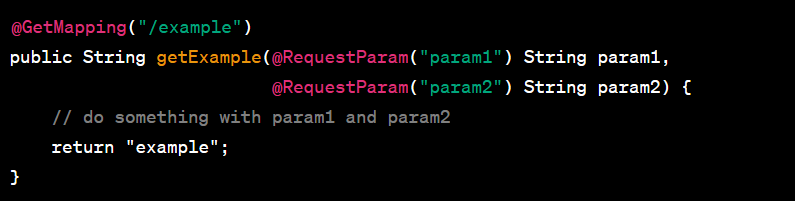 @GetMapping("/example")
public String getExample(@RequestParam("param1") String param1,
                         @RequestParam("param2") String param2) {
    // do something with param1 and param2
    return "example";
}